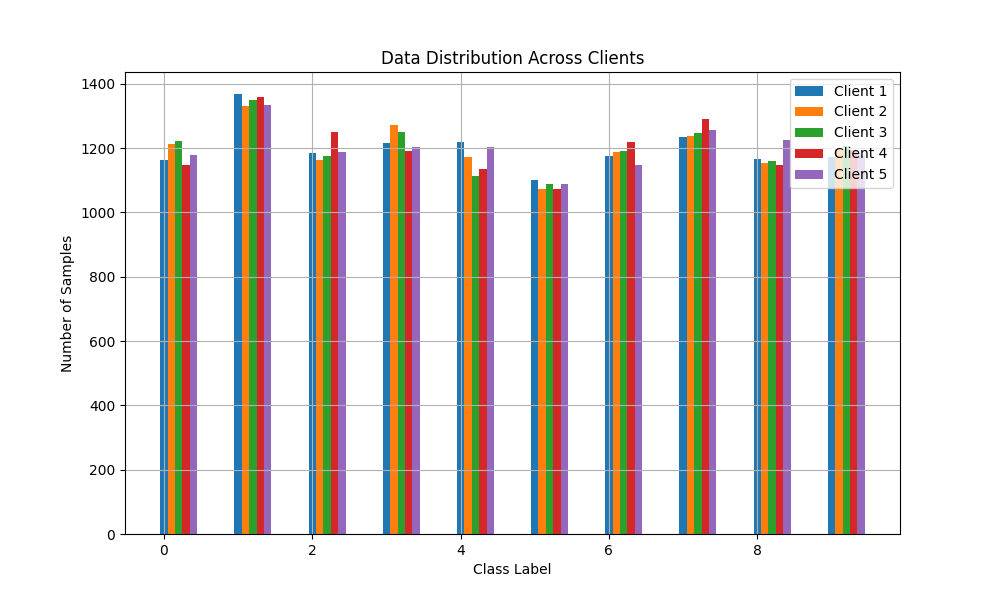 Data Distribution Across Clients
1400
1200
1000
800
600
400
200
0
Number of Samples
Client 1
Client 2
Client 3
Client 4
Client 5
0 2 4 6 8
Class Label